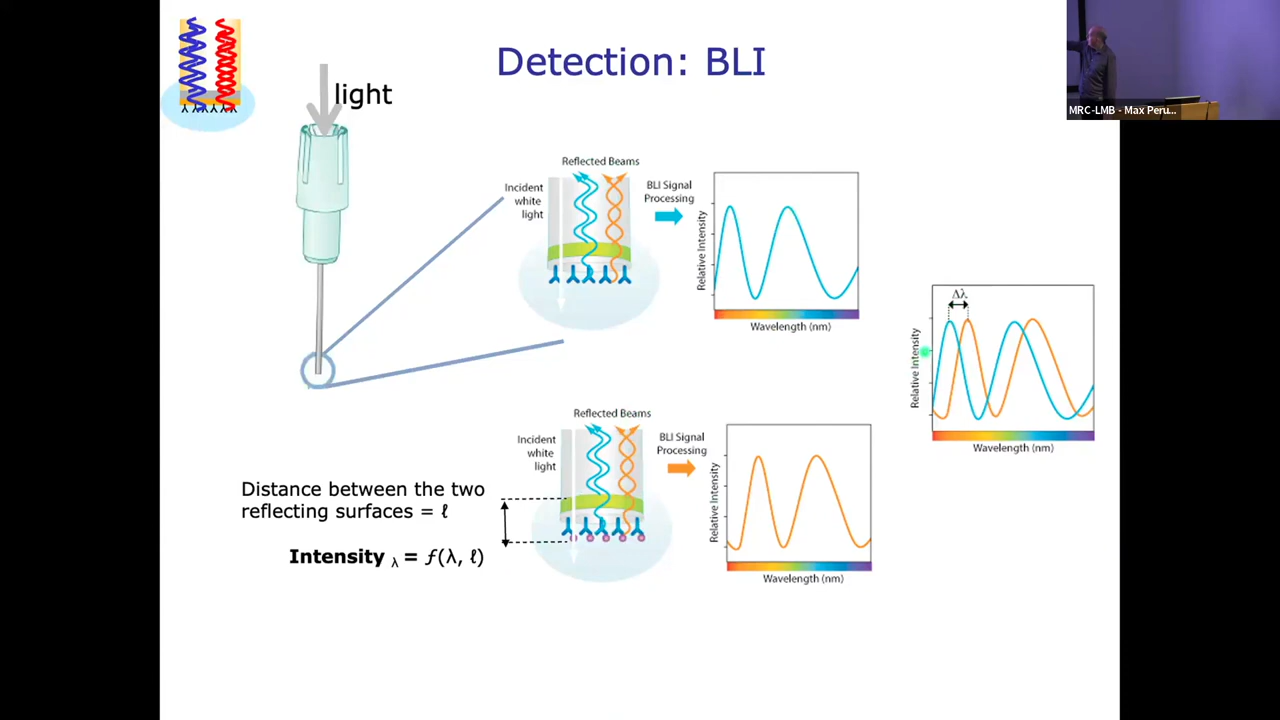 Detection: BLI
MRC-LMB - Max Peru...
light
Reflected Beams
Incident
white
light
BLI Signal
Processing
Relative Intensity
Wavelength (nm)
Δλ
Relative Intensity
Wavelength (nm)
Reflected Beams
Incident
white
light
BLI Signal
Processing
Relative Intensity
Wavelength (nm)
Distance between the two
reflecting surfaces = ℓ
Intensity λ = ƒ(λ, ℓ)